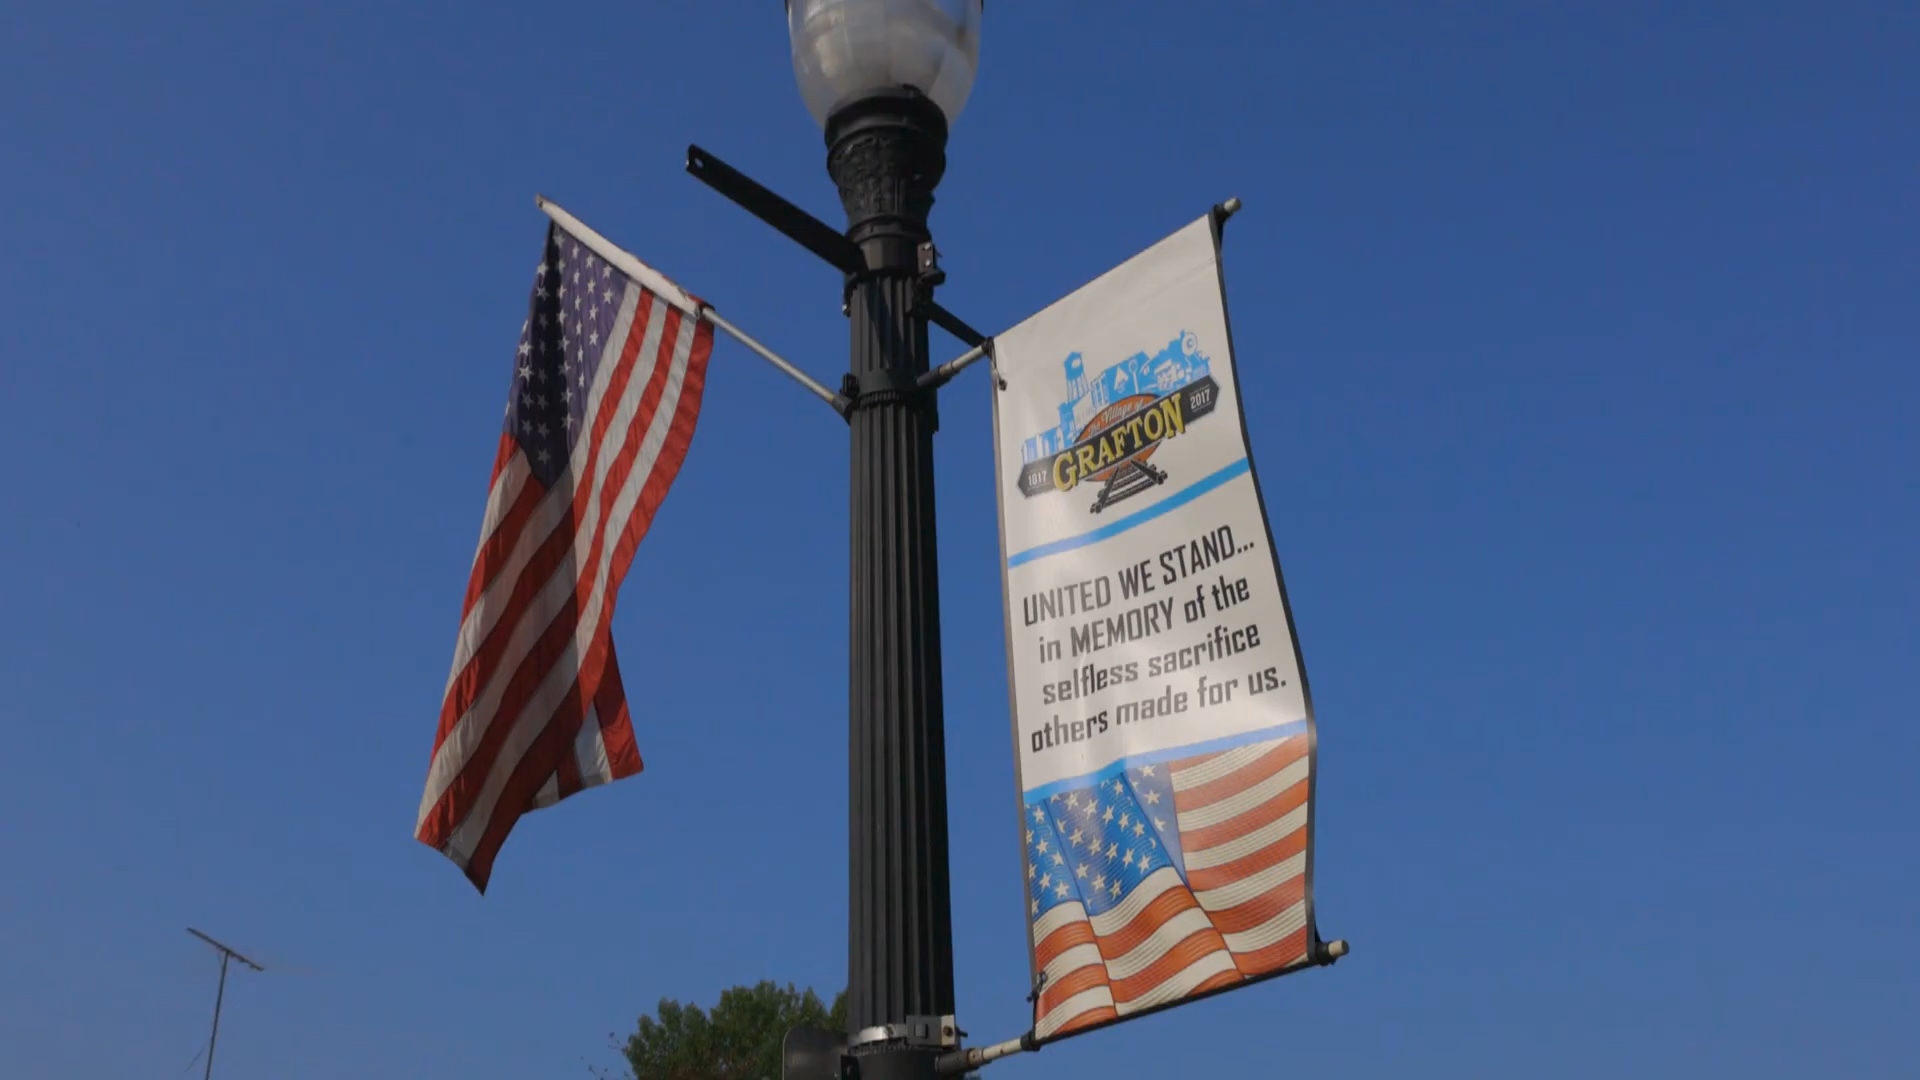 The Village of
GRAFTON
1817
2017
UNITED WE STAND...
in MEMORY of the
selfless sacrifice
others made for us.